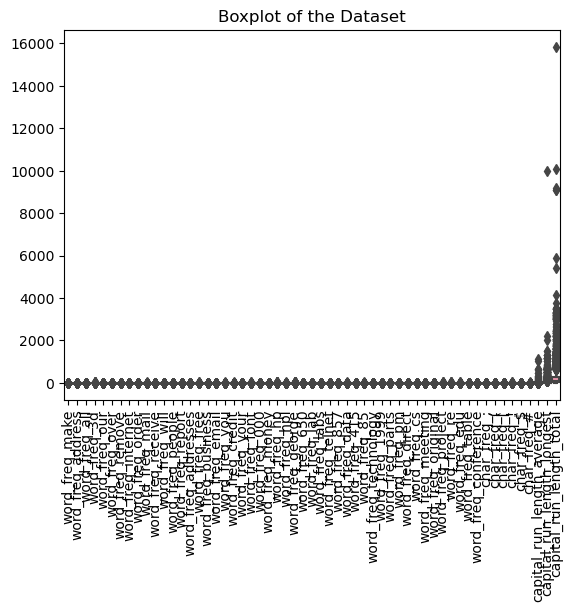 Boxplot of the Dataset
16000
14000
12000
10000
8000
6000
4000
2000
0
word_freq_make
word_freq_address
word_freq_all
word_freq_3d
word_freq_our
word_freq_over
word_freq_remove
word_freq_internet
word_freq_order
word_freq_mail
word_freq_receive
word_freq_will
word_freq_people
word_freq_report
word_freq_addresses
word_freq_free
word_freq_business
word_freq_email
word_freq_you
word_freq_credit
word_freq_your
word_freq_font
word_freq_000
word_freq_money
word_freq_hp
word_freq_hpl
word_freq_george
word_freq_650
word_freq_lab
word_freq_labs
word_freq_telnet
word_freq_857
word_freq_data
word_freq_415
word_freq_85
word_freq_technology
word_freq_1999
word_freq_parts
word_freq_pm
word_freq_direct
word_freq_cs
word_freq_meeting
word_freq_original
word_freq_project
word_freq_re
word_freq_edu
word_freq_table
word_freq_conference
char_freq_;
char_freq_(
char_freq_[
char_freq_!
char_freq_$
char_freq_#
capital_run_length_average
capital_run_length_longest
capital_run_length_total